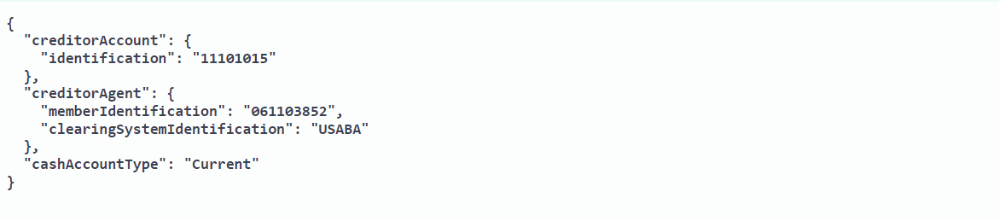 {
  "creditorAccount": {
    "identification": "11101015"
  },
  "creditorAgent": {
    "memberIdentification": "061103852",
    "clearingSystemIdentification": "USABA"
  },
  "cashAccountType": "Current"
}